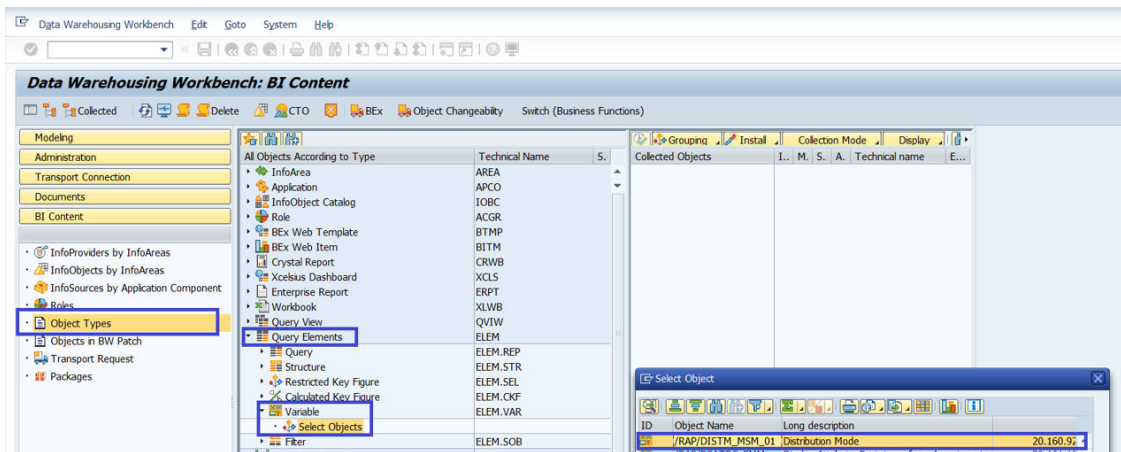 Data Warehousing Workbench Edit Goto System Help
Data Warehousing Workbench: BI Content
Collected Delete CTO BEx Object Changeability Switch (Business Functions)
Modeling
Administration
Transport Connection
Documents
BI Content
InfoProviders by InfoAreas
InfoObjects by InfoAreas
InfoSources by Application Component
Roles
Object Types
Objects in BW Patch
Transport Request
Packages
All Objects According to Type Technical Name S.
InfoArea AREA
Application APCO
InfoObject Catalog IOBC
Role ACGR
BEx Web Template BTMP
BEx Web Item BITM
Crystal Report CRWB
Xcelsius Dashboard XCLS
Enterprise Report ERPT
Workbook XLWB
Query View QVIW
Query Elements ELEM
Query ELEM.REP
Structure ELEM.STR
Restricted Key Figure ELEM.SEL
Calculated Key Figure ELEM.CKF
Variable ELEM.VAR
Select Objects
Filter ELEM.SOB
Grouping Install Collection Mode Display
Collected Objects I.. M. S. A. Technical name E...
Select Object
ID Object Name Long description
/RAP/DISTM_MSM_01 Distribution Mode 20.160.92